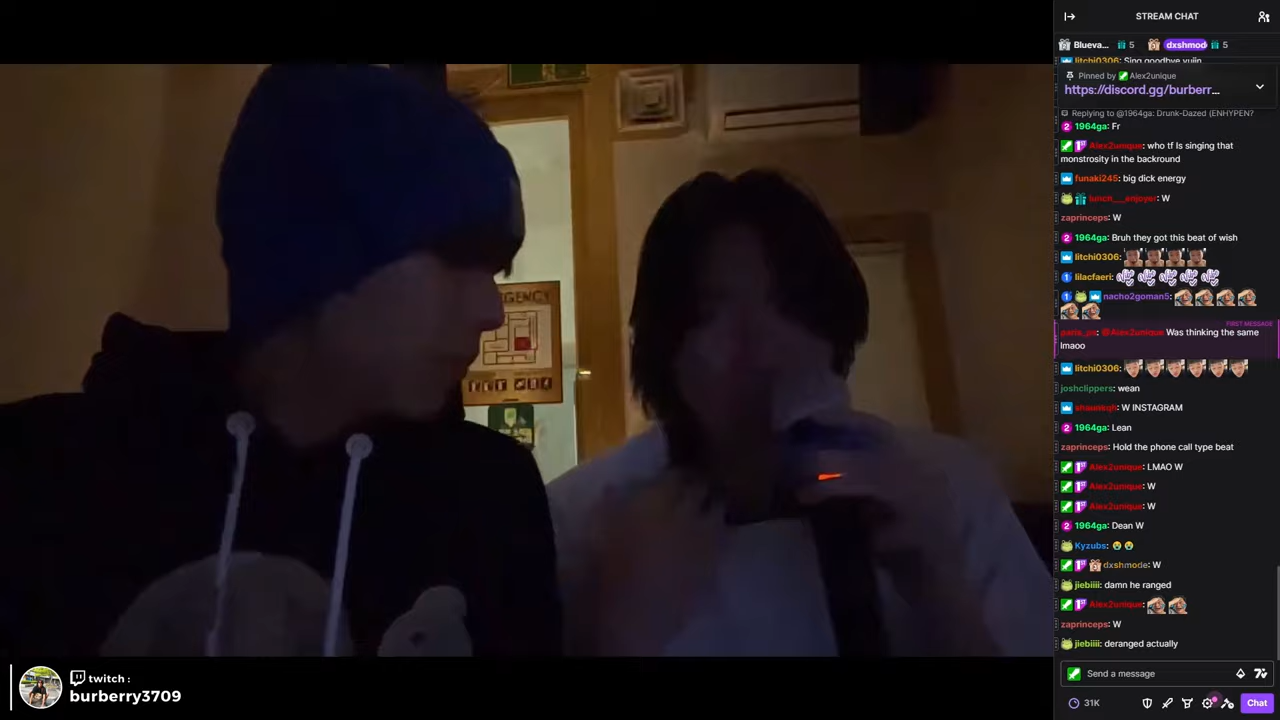 STREAM CHAT
Blueva... 5 dxshmod 5
litchi0306: Sing goodbye yujin
Pinned by Alex2unique
https://discord.gg/burberr...
Replying to @1964ga: Drunk-Dazed (ENHYPEN?
1964ga: Fr
Alex2unique: who tf Is singing that
monstrosity in the backround
funaki245: big dick energy
luncn___enjoyer: W
zaprinceps: W
1964ga: Bruh they got this beat of wish
litchi0306:
lilacfaeri:
nacho2goman5:
FIRST MESSAGE
@Alex2unique Was thinking the same
lmaoo
litchi0306:
joshclippers: wean
W INSTAGRAM
1964ga: Lean
zaprinceps: Hold the phone call type beat
Alex2unique: LMAO W
Alex2unique: W
Alex2unique: W
1964ga: Dean W
Kyzubs: 😭 😭
dxshmode: W
jiebiiii: damn he ranged
Alex2unique:
zaprinceps: W
jiebiiii: deranged actually
Send a message
31K
Chat
twitch :
burberry3709